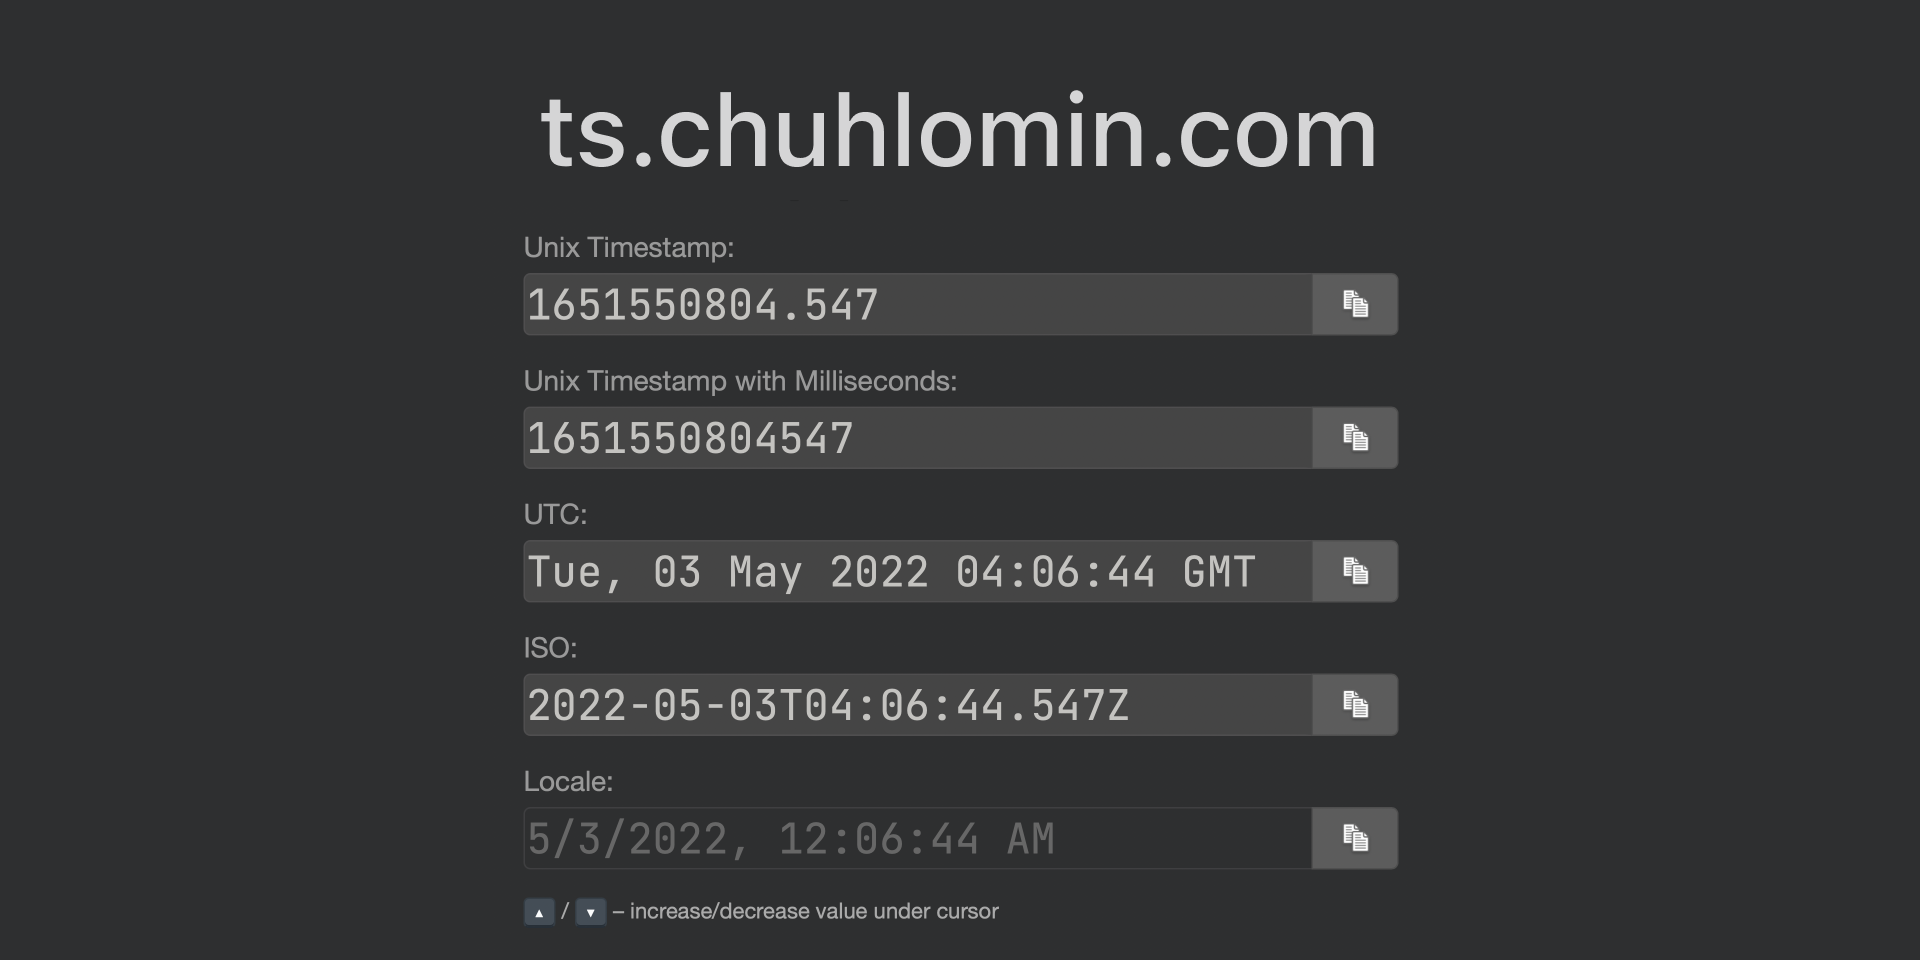 ts.chuhlomin.com
Unix Timestamp:
1651550804.547
Unix Timestamp with Milliseconds:
1651550804547
UTC:
Tue, 03 May 2022 04:06:44 GMT
ISO:
2022-05-03T04:06:44.547Z
Locale:
5/3/2022, 12:06:44 AM
▲ / ▼ – increase/decrease value under cursor